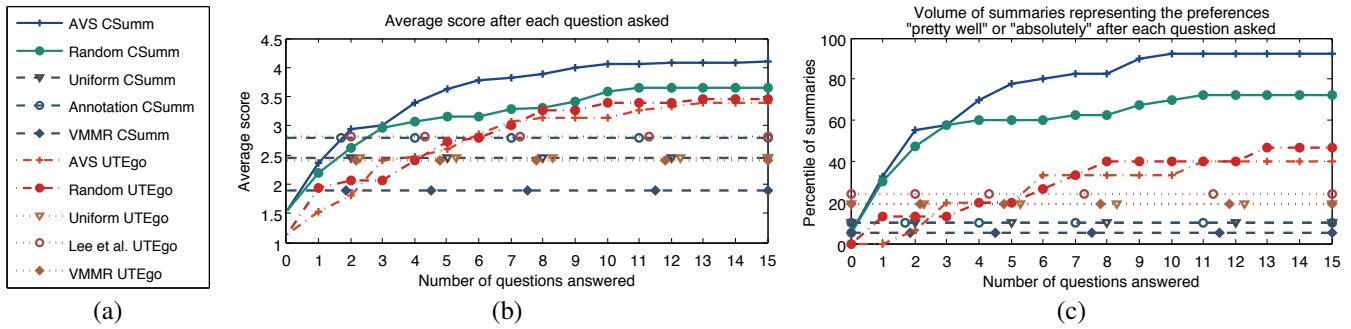 AVS CSumm
Random CSumm
Uniform CSumm
Annotation CSumm
VMMR CSumm
AVS UTEgo
Random UTEgo
Uniform UTEgo
Lee et al. UTEgo
VMMR UTEgo
(a)
Average score after each question asked
Average score
4.5
4
3.5
3
2.5
2
1.5
1
0 1 2 3 4 5 6 7 8 9 10 11 12 13 14 15
Number of questions answered
(b)
Volume of summaries representing the preferences
"pretty well" or "absolutely" after each question asked
Percentile of summaries
100
80
60
40
20
0
0 1 2 3 4 5 6 7 8 9 10 11 12 13 14 15
Number of questions answered
(c)